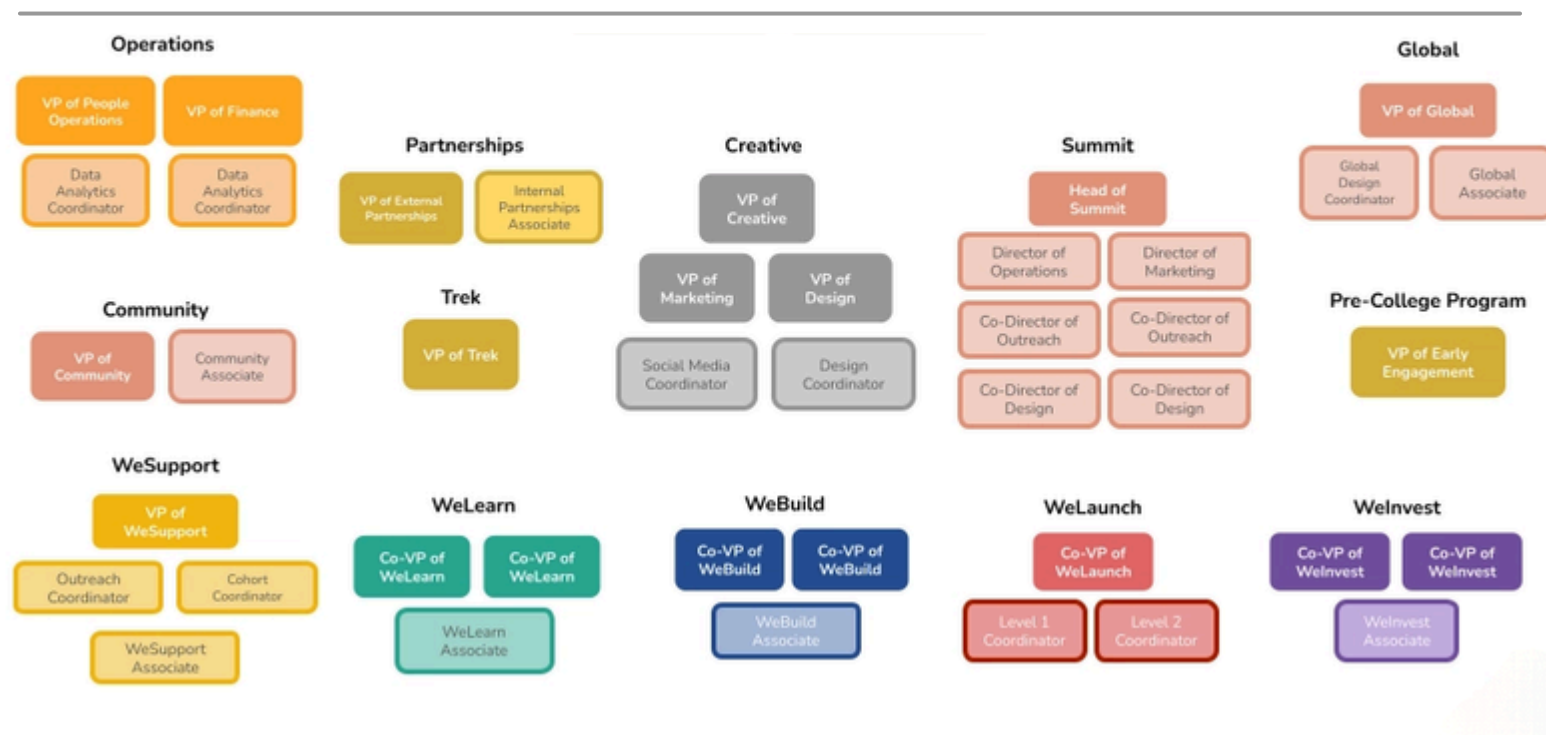 Operations
VP of People
Operations
VP of Finance
Data
Analytics
Coordinator
Data
Analytics
Coordinator
Partnerships
VP of External
Partnerships
Internal
Partnerships
Associate
Creative
VP of
Creative
VP of
Marketing
VP of
Design
Social Media
Coordinator
Design
Coordinator
Summit
Head of
Summit
Director of
Operations
Director of
Marketing
Co-Director of
Outreach
Co-Director of
Outreach
Co-Director of
Design
Co-Director of
Design
Global
VP of Global
Global
Design
Coordinator
Global
Associate
Community
VP of
Community
Community
Associate
Trek
VP of Trek
Pre-College Program
VP of Early
Engagement
WeSupport
VP of
WeSupport
Outreach
Coordinator
Cohort
Coordinator
WeSupport
Associate
WeLearn
Co-VP of
WeLearn
Co-VP of
WeLearn
WeLearn
Associate
WeBuild
Co-VP of
WeBuild
Co-VP of
WeBuild
WeBuild
Associate
WeLaunch
Co-VP of
WeLaunch
Level 1
Coordinator
Level 2
Coordinator
WeInvest
Co-VP of
WeInvest
Co-VP of
WeInvest
WeInvest
Associate